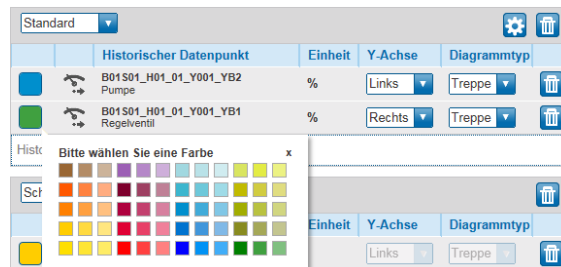 Standard
Historischer Datenpunkt Einheit Y-Achse Diagrammtyp
B01S01_H01_01_Y001_YB2
Pumpe
% Links Treppe
B01S01_H01_01_Y001_YB1
Regelventil
% Rechts Treppe
Histo
Bitte wählen Sie eine Farbe x
Sch
Einheit Y-Achse Diagrammtyp
Links Treppe